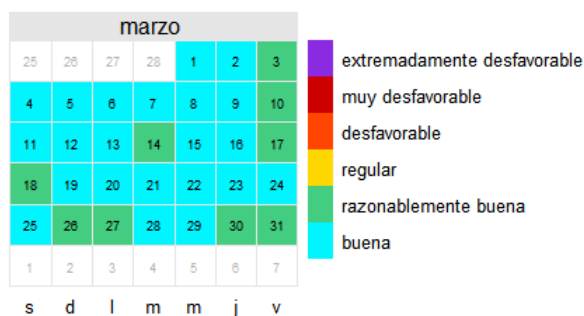 marzo
25 26 27 28 1 2 3
4 5 6 7 8 9 10
11 12 13 14 15 16 17
18 19 20 21 22 23 24
25 26 27 28 29 30 31
1 2 3 4 5 6 7
s d l m m j v
extremadamente desfavorable
muy desfavorable
desfavorable
regular
razonablemente buena
buena